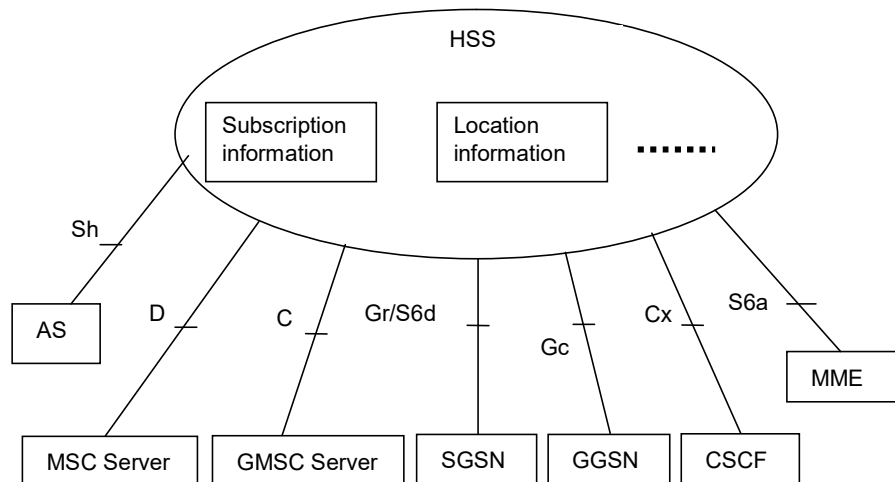 HSS
Subscription
information
Location
information
Sh
D
C
Gr/S6d
Gc
Cx
S6a
AS
MME
MSC Server
GMSC Server
SGSN
GGSN
CSCF